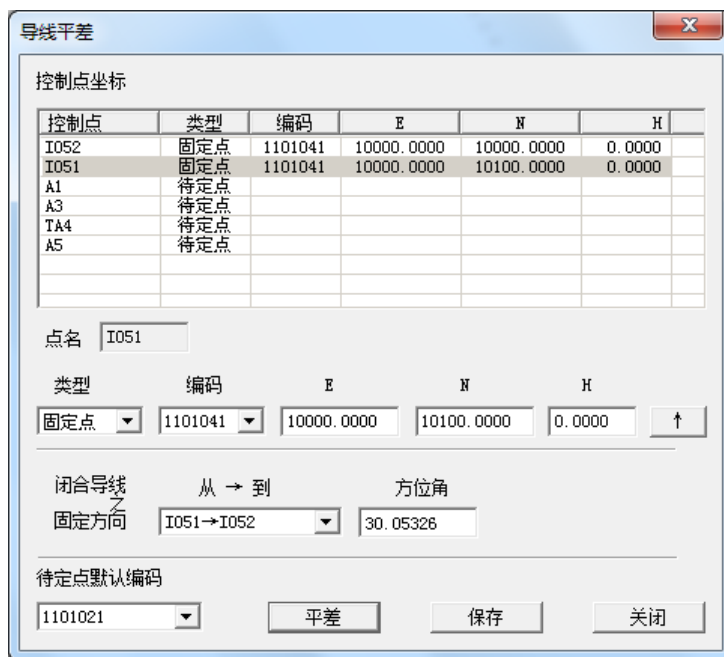 导线平差
控制点坐标
控制点 类型 编码 E N H
I052 固定点 1101041 10000.0000 10000.0000 0.0000
I051 固定点 1101041 10000.0000 10100.0000 0.0000
A1 待定点
A3 待定点
TA4 待定点
A5 待定点
点名 I051
类型 编码 E N H
固定点 1101041 10000.0000 10100.0000 0.0000 ↑
闭合导线 从 → 到 方位角
之
固定方向 I051→I052 30.05326
待定点默认编码
1101021 平差 保存 关闭